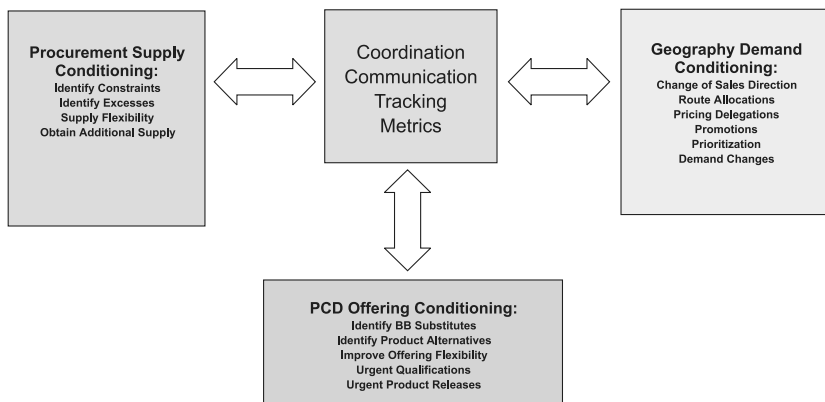 Procurement Supply
Conditioning:
Identify Constraints
Identify Excesses
Supply Flexibility
Obtain Additional Supply
Coordination
Communication
Tracking
Metrics
Geography Demand
Conditioning:
Change of Sales Direction
Route Allocations
Pricing Delegations
Promotions
Prioritization
Demand Changes
PCD Offering Conditioning:
Identify BB Substitutes
Identify Product Alternatives
Improve Offering Flexibility
Urgent Qualifications
Urgent Product Releases